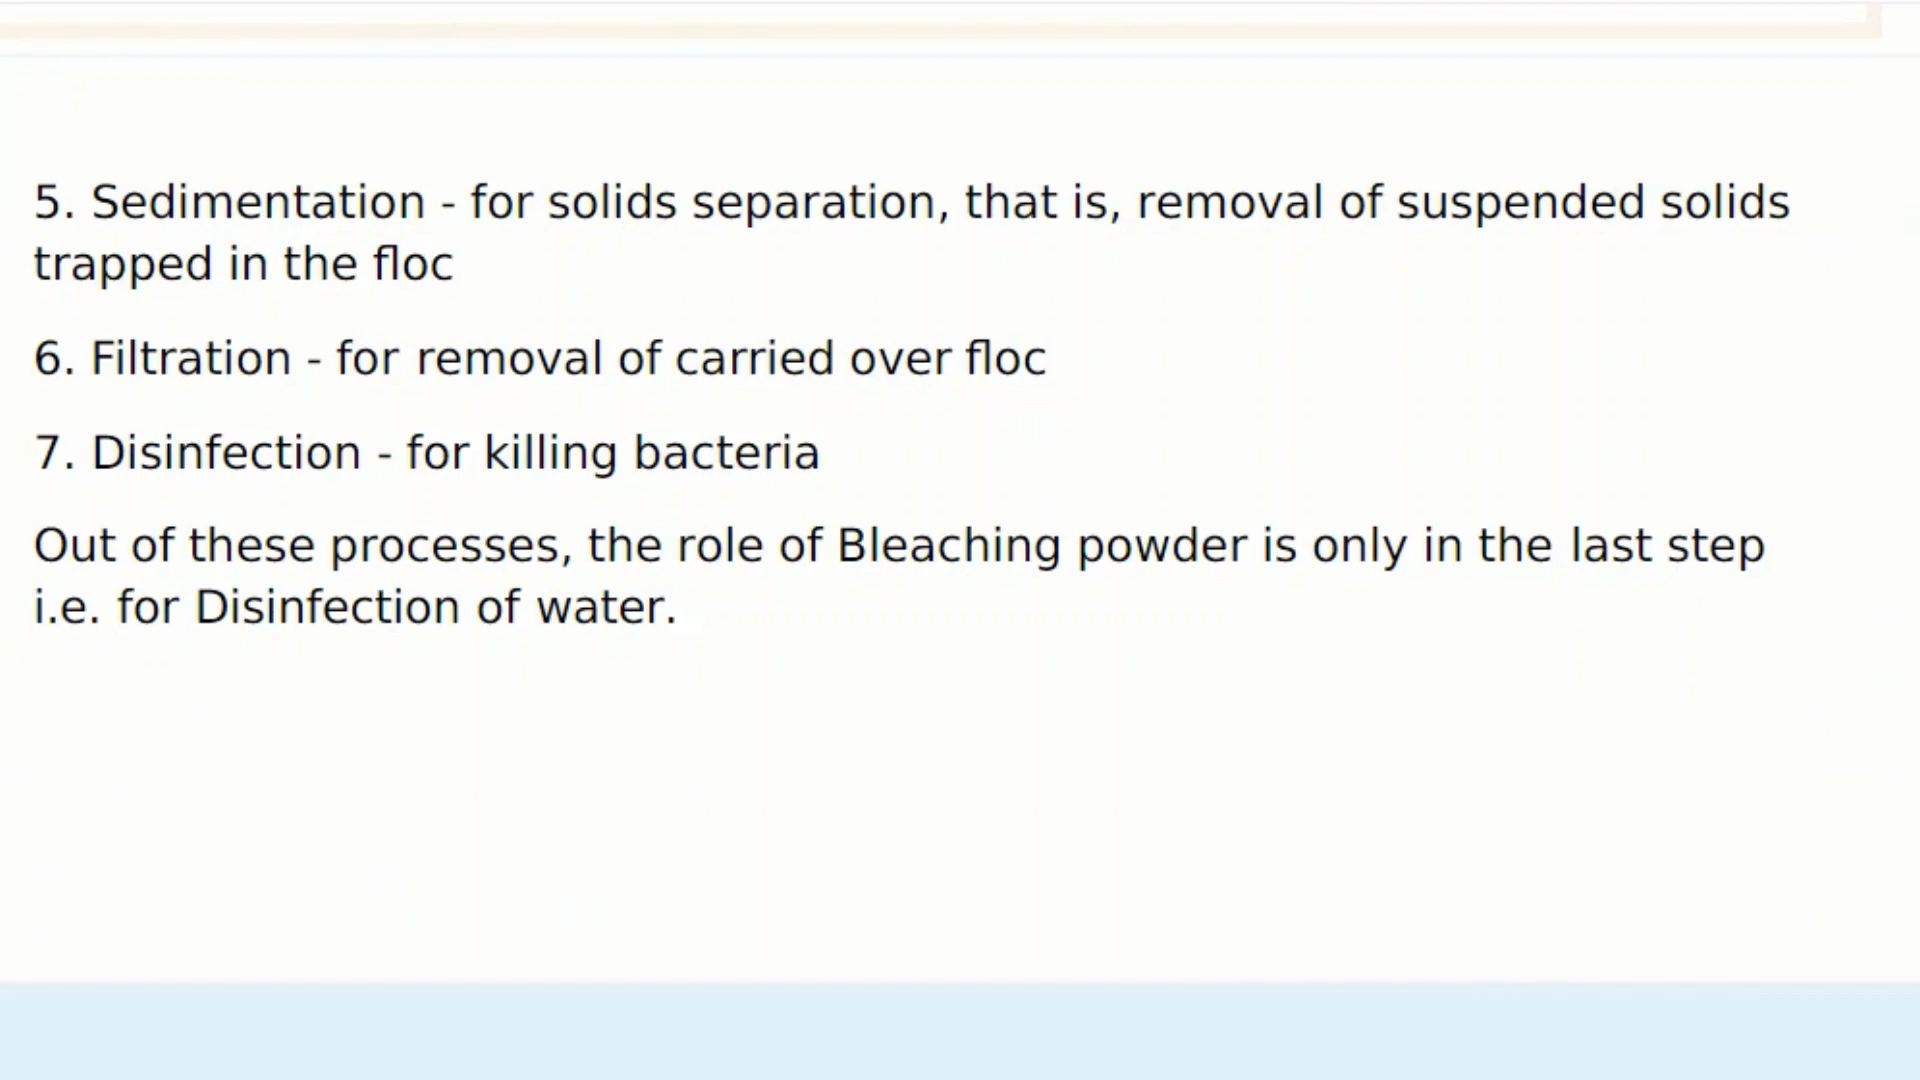 5. Sedimentation - for solids separation, that is, removal of suspended solids
trapped in the floc
6. Filtration - for removal of carried over floc
7. Disinfection - for killing bacteria
Out of these processes, the role of Bleaching powder is only in the last step
i.e. for Disinfection of water.